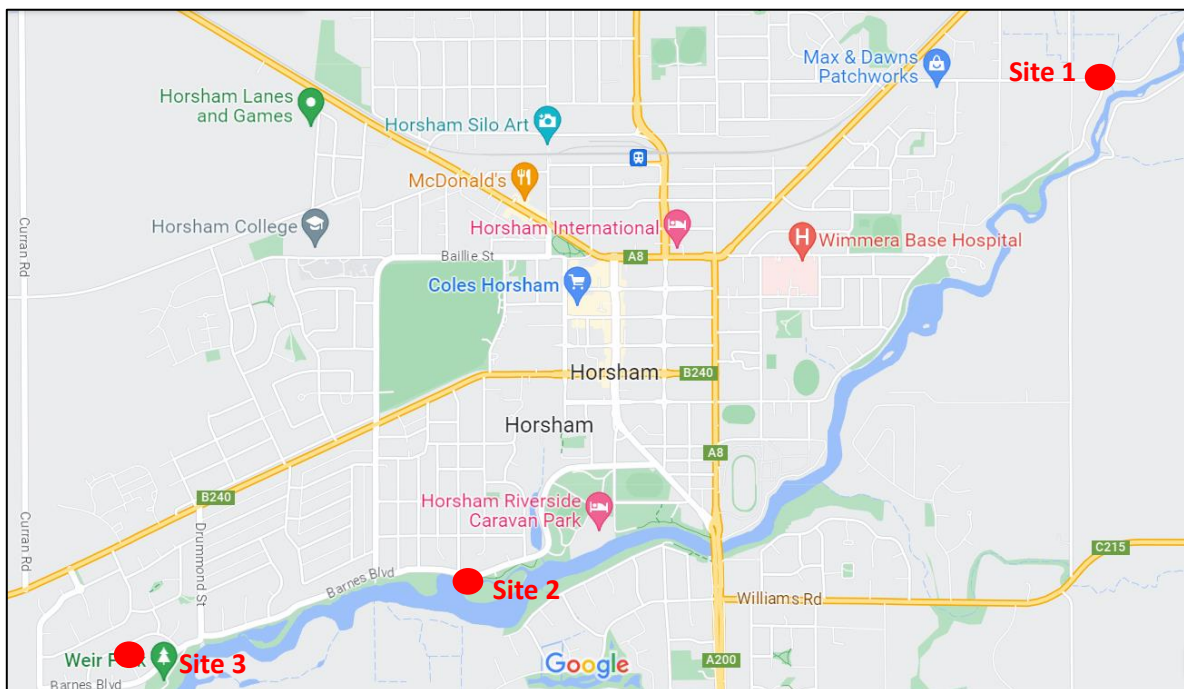 Max & Dawns
Patchworks
Site 1
Horsham Lanes
and Games
Horsham Silo Art
McDonald's
Curran Rd
Horsham College
Horsham International
Wimmera Base Hospital
Baillie St
A8
Coles Horsham
Horsham
B240
Horsham
A8
Horsham Riverside
Caravan Park
B240
Drummond St
Curran Rd
C215
Barnes Blvd
Site 2
Williams Rd
Weir
Site 3
Google
A200
Barnes Blvd